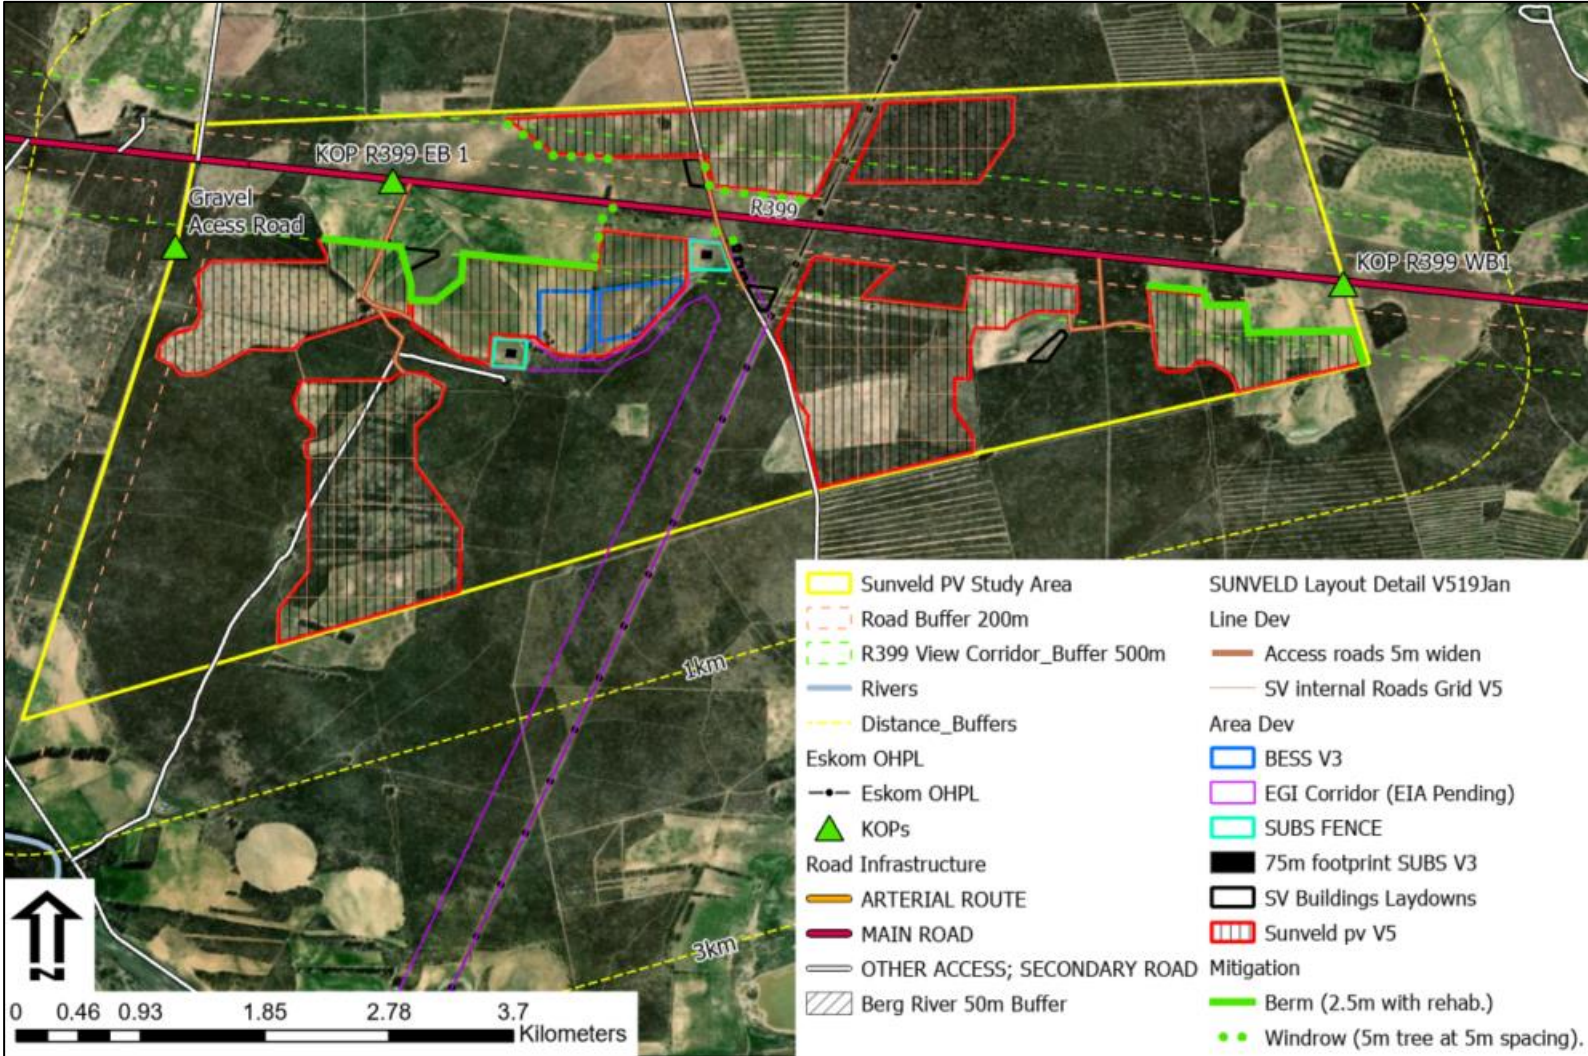 KOP R399 EB 1
Gravel
Acess Road
R399
KOP R399 WB1
1km
3km
Sunveld PV Study Area
Road Buffer 200m
R399 View Corridor_Buffer 500m
Rivers
Distance_Buffers
Eskom OHPL
Eskom OHPL
KOPs
Road Infrastructure
ARTERIAL ROUTE
MAIN ROAD
OTHER ACCESS; SECONDARY ROAD
Berg River 50m Buffer
SUNVELD Layout Detail V519Jan
Line Dev
Access roads 5m widen
SV internal Roads Grid V5
Area Dev
BESS V3
EGI Corridor (EIA Pending)
SUBS FENCE
75m footprint SUBS V3
SV Buildings Laydowns
Sunveld pv V5
Mitigation
Berm (2.5m with rehab.)
Windrow (5m tree at 5m spacing).
N
0 0.46 0.93 1.85 2.78 3.7
Kilometers